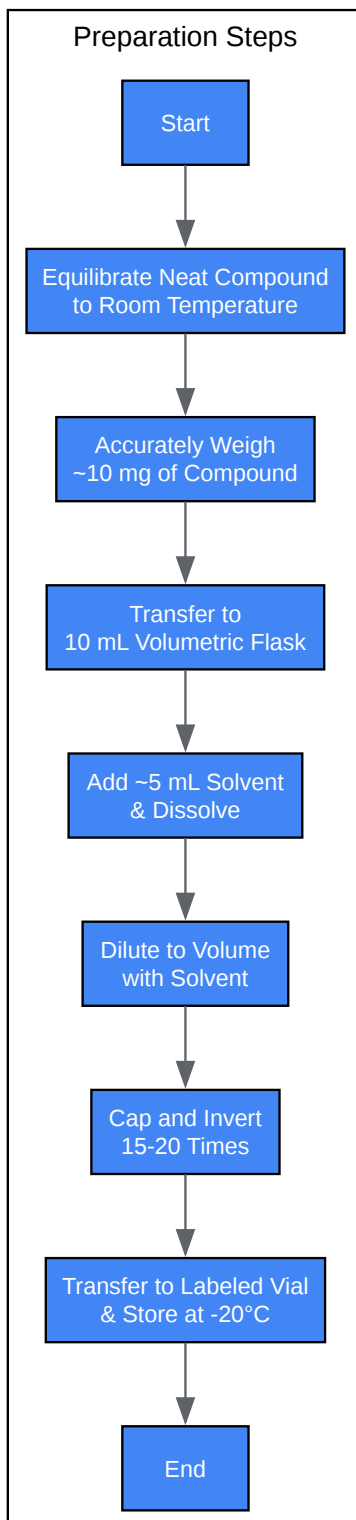 Preparation Steps
Start
Equilibrate Neat Compound
to Room Temperature
Accurately Weigh
~10 mg of Compound
Transfer to
10 mL Volumetric Flask
Add ~5 mL Solvent
& Dissolve
Dilute to Volume
with Solvent
Cap and Invert
15-20 Times
Transfer to Labeled Vial
& Store at -20°C
End